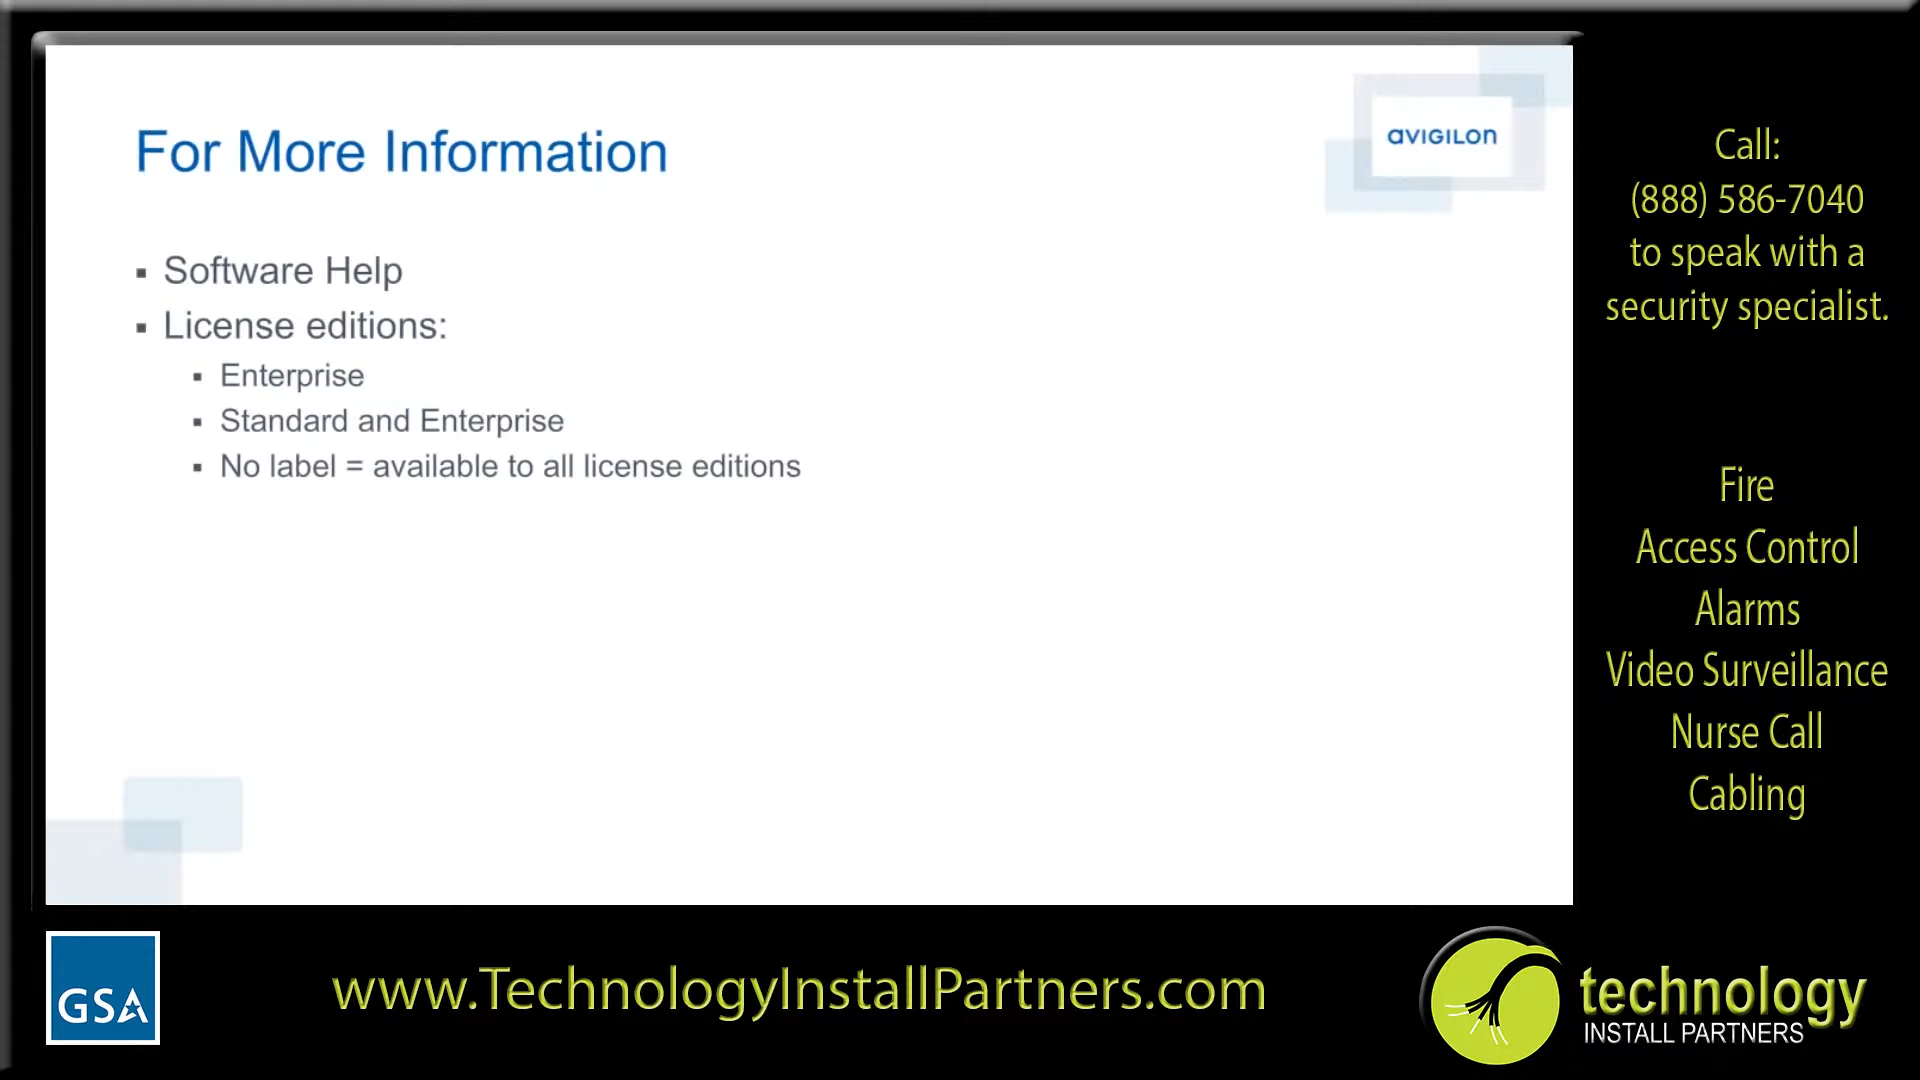 For More Information
avigilon
▪ Software Help
▪ License editions:
▪ Enterprise
▪ Standard and Enterprise
▪ No label = available to all license editions
Call:
(888) 586-7040
to speak with a
security specialist.
Fire
Access Control
Alarms
Video Surveillance
Nurse Call
Cabling
GSA
www.TechnologyInstallPartners.com
technology
INSTALL PARTNERS